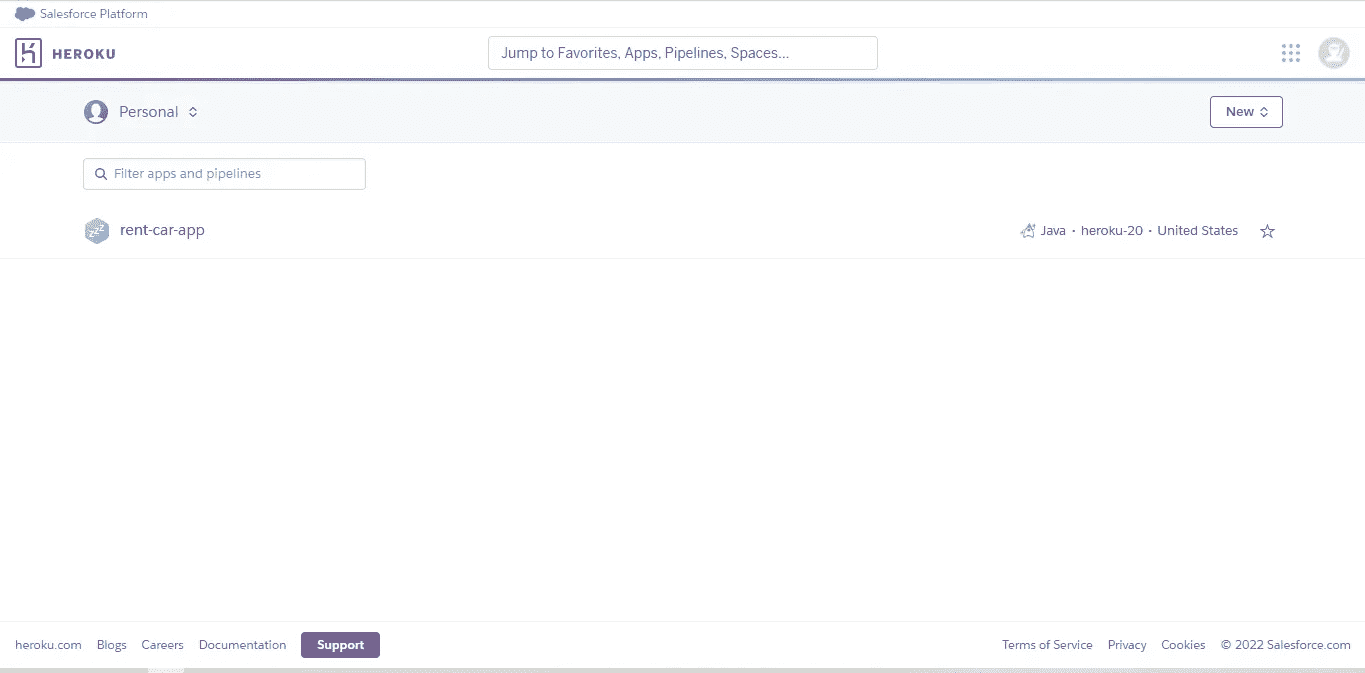 Salesforce Platform
HEROKU
Jump to Favorites, Apps, Pipelines, Spaces...
Personal
New
Filter apps and pipelines
zzz
rent-car-app
Java • heroku-20 • United States
heroku.com Blogs Careers Documentation Support
Terms of Service Privacy Cookies © 2022 Salesforce.com